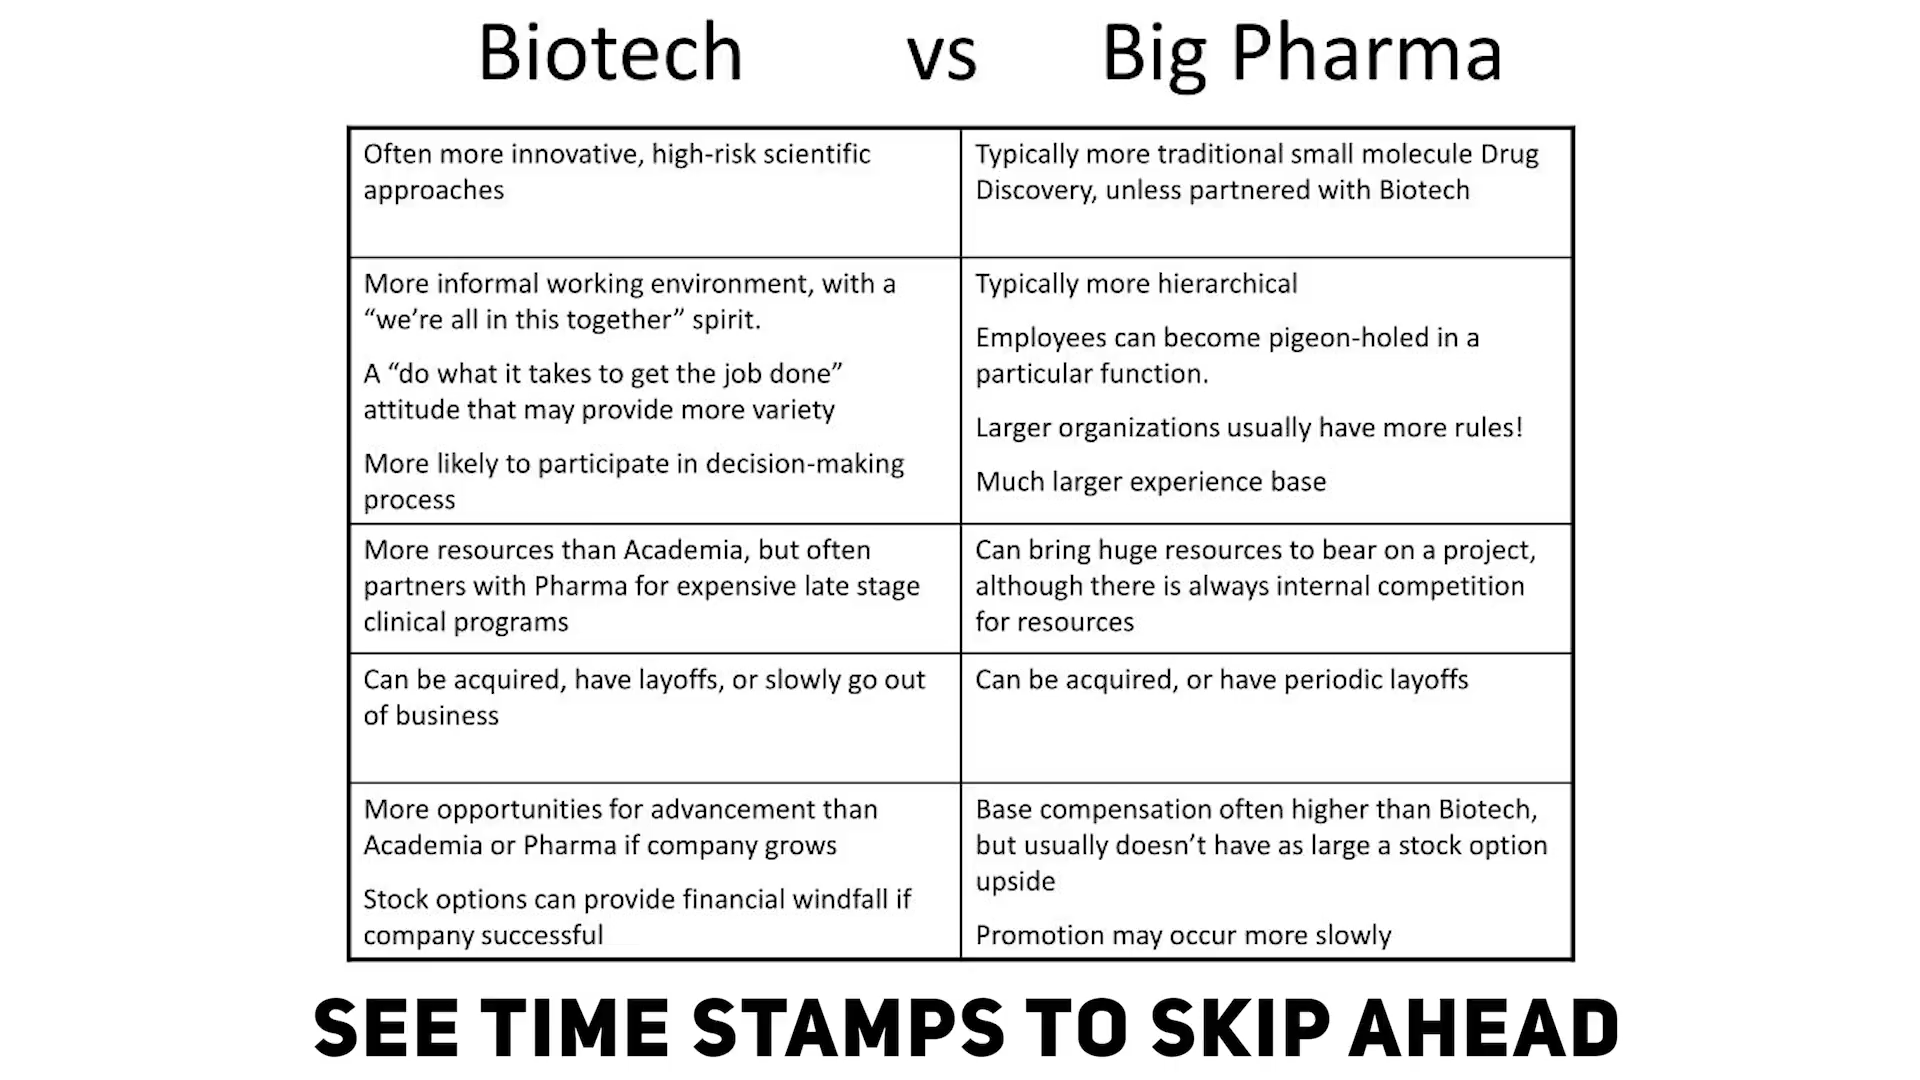 Biotech vs Big Pharma
Often more innovative, high-risk scientific
approaches
Typically more traditional small molecule Drug
Discovery, unless partnered with Biotech
More informal working environment, with a
“we’re all in this together” spirit.
A “do what it takes to get the job done”
attitude that may provide more variety
More likely to participate in decision-making
process
Typically more hierarchical
Employees can become pigeon-holed in a
particular function.
Larger organizations usually have more rules!
Much larger experience base
More resources than Academia, but often
partners with Pharma for expensive late stage
clinical programs
Can bring huge resources to bear on a project,
although there is always internal competition
for resources
Can be acquired, have layoffs, or slowly go out
of business
Can be acquired, or have periodic layoffs
More opportunities for advancement than
Academia or Pharma if company grows
Stock options can provide financial windfall if
company successful
Base compensation often higher than Biotech,
but usually doesn’t have as large a stock option
upside
Promotion may occur more slowly
SEE TIME STAMPS TO SKIP AHEAD